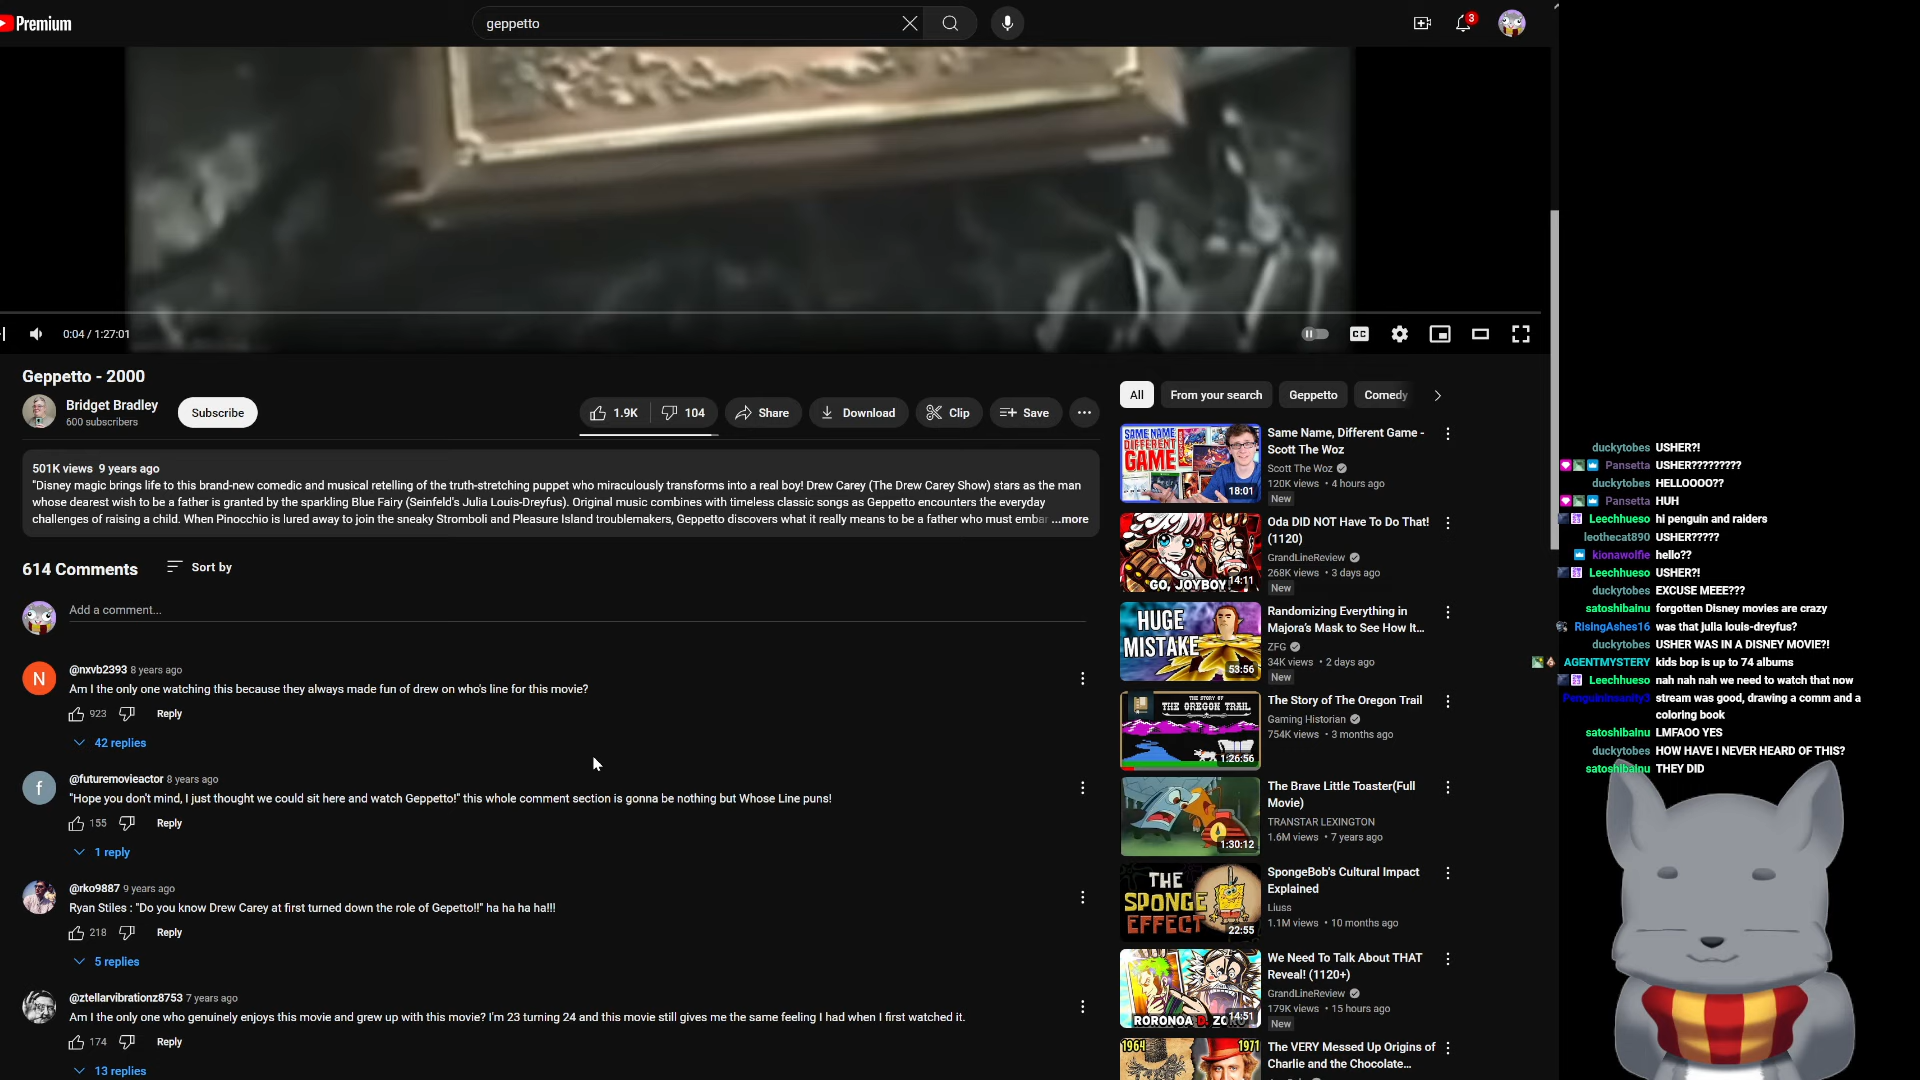 Premium
geppetto
3
0:04 / 1:27:01
CC
Geppetto - 2000
Bridget Bradley
600 subscribers
Subscribe
1.9K
104
Share
Download
Clip
Save
501K views 9 years ago
"Disney magic brings life to this brand-new comedic and musical retelling of the truth-stretching puppet who miraculously transforms into a real boy! Drew Carey (The Drew Carey Show) stars as the man
whose dearest wish to be a father is granted by the sparkling Blue Fairy (Seinfeld's Julia Louis-Dreyfus). Original music combines with timeless classic songs as Geppetto encounters the everyday
challenges of raising a child. When Pinocchio is lured away to join the sneaky Stromboli and Pleasure Island troublemakers, Geppetto discovers what it really means to be a father who must embar ...more
614 Comments
Sort by
Add a comment...
N
@nxvb2393 8 years ago
Am I the only one watching this because they always made fun of drew on who's line for this movie?
923
Reply
42 replies
f
@futuremovieactor 8 years ago
"Hope you don't mind, I just thought we could sit here and watch Geppetto!" this whole comment section is gonna be nothing but Whose Line puns!
155
Reply
1 reply
@rko9887 9 years ago
Ryan Stiles : "Do you know Drew Carey at first turned down the role of Gepetto!!" ha ha ha ha!!!
218
Reply
5 replies
@ztellarvibrationz8753 7 years ago
Am I the only one who genuinely enjoys this movie and grew up with this movie? I'm 23 turning 24 and this movie still gives me the same feeling I had when I first watched it.
174
Reply
13 replies
All
From your search
Geppetto
Comedy
SAME NAME
DIFFERENT
GAME
18:01
Same Name, Different Game -
Scott The Woz
Scott The Woz
120K views • 4 hours ago
New
GO, JOYBOY
14:11
Oda DID NOT Have To Do That!
(1120)
GrandLineReview
268K views • 3 days ago
New
HUGE
MISTAKE
53:56
Randomizing Everything in
Majora's Mask to See How It...
ZFG
34K views • 2 days ago
New
THE STORY OF
THE OREGON TRAIL
1:26:56
The Story of The Oregon Trail
Gaming Historian
754K views • 3 months ago
1:30:12
The Brave Little Toaster(Full
Movie)
TRANSTAR LEXINGTON
1.6M views • 7 years ago
THE
SPONGE
EFFECT
22:55
SpongeBob's Cultural Impact
Explained
Liuss
1.1M views • 10 months ago
RORONOA D. ZORO
14:51
We Need To Talk About THAT
Reveal! (1120+)
GrandLineReview
179K views • 15 hours ago
New
1964
1971
The VERY Messed Up Origins of
Charlie and the Chocolate...
duckytobes USHER?!
Pansetta USHER?????????
duckytobes HELLOOOO??
Pansetta HUH
Leechhueso hi penguin and raiders
leothecat890 USHER?????
kionawolfie hello??
Leechhueso USHER?!
duckytobes EXCUSE MEEE???
satoshibainu forgotten Disney movies are crazy
RisingAshes16 was that julia louis-dreyfus?
duckytobes USHER WAS IN A DISNEY MOVIE?!
AGENTMYSTERY kids bop is up to 74 albums
Leechhueso nah nah nah we need to watch that now
PenguinInsanity3 stream was good, drawing a comm and a
coloring book
satoshibainu LMFAOO YES
duckytobes HOW HAVE I NEVER HEARD OF THIS?
satoshibainu THEY DID